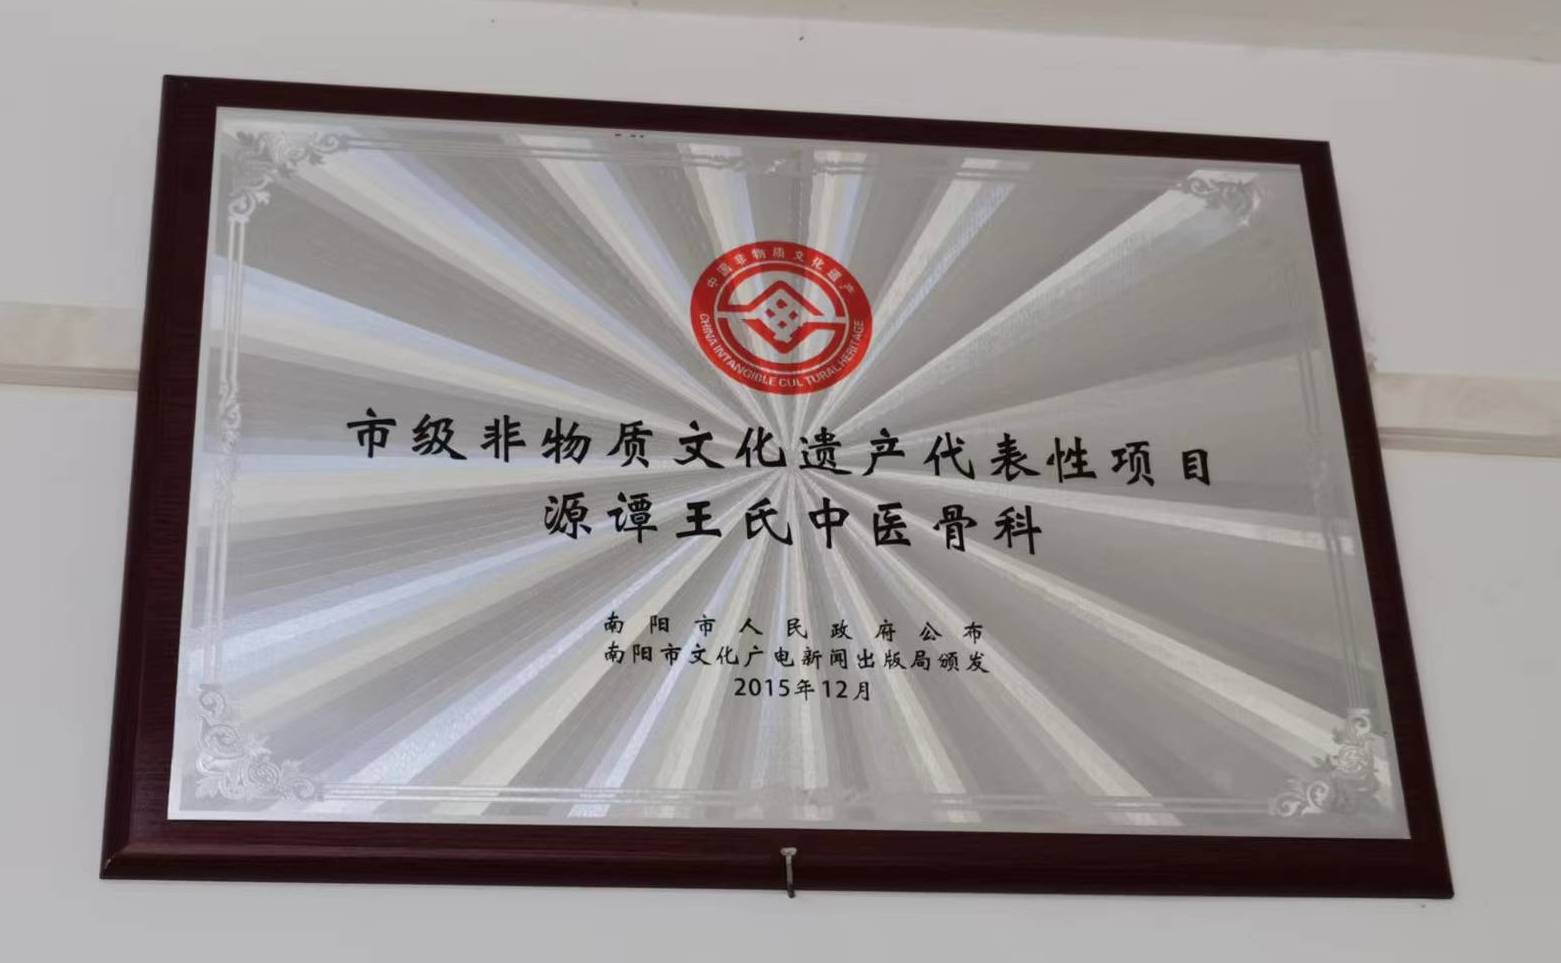 中国非物质文化遗产
CHINA INTANGIBLE CULTURAL HERITAGE
市级非物质文化遗产代表性项目
源谭王氏中医骨科
南阳市人民政府公布
南阳市文化广电新闻出版局颁发
2015年12月